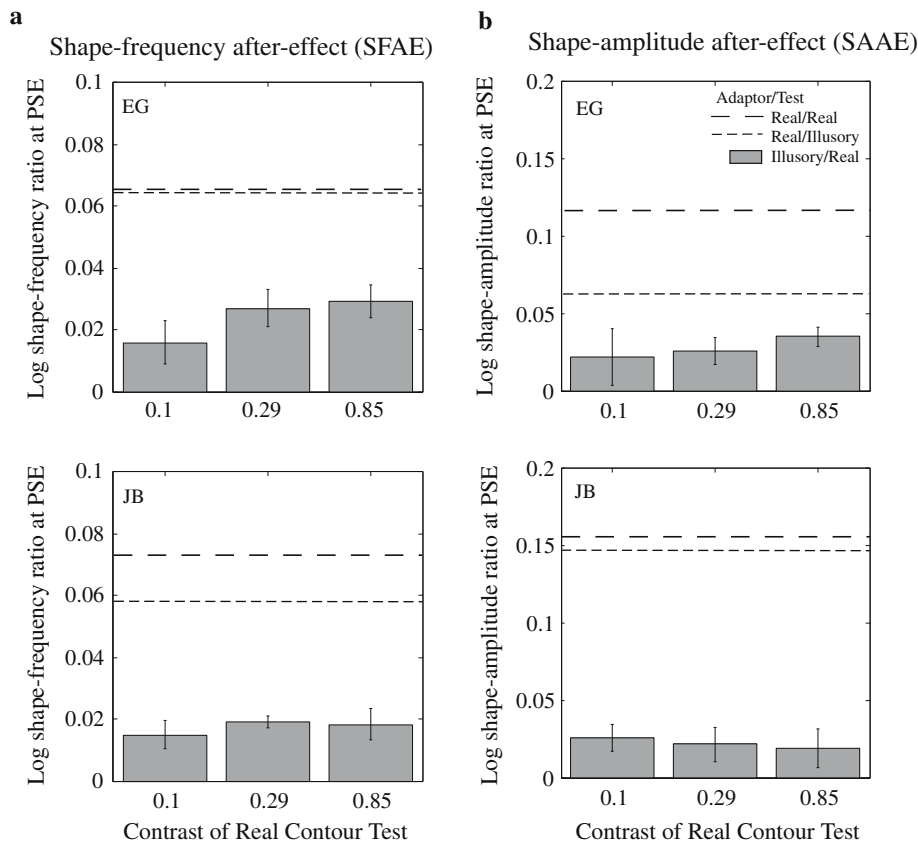 a
Shape-frequency after-effect (SFAE)
Log shape-frequency ratio at PSE
0.1
0.08
0.06
0.04
0.02
0
EG
0.1 0.29 0.85
Log shape-frequency ratio at PSE
0.1
0.08
0.06
0.04
0.02
0
JB
0.1 0.29 0.85
Contrast of Real Contour Test
b
Shape-amplitude after-effect (SAAE)
Log shape-amplitude ratio at PSE
0.2
0.15
0.1
0.05
0
EG
Adaptor/Test
Real/Real
Real/Illusory
Illusory/Real
0.1 0.29 0.85
Log shape-amplitude ratio at PSE
0.2
0.15
0.1
0.05
0
JB
0.1 0.29 0.85
Contrast of Real Contour Test